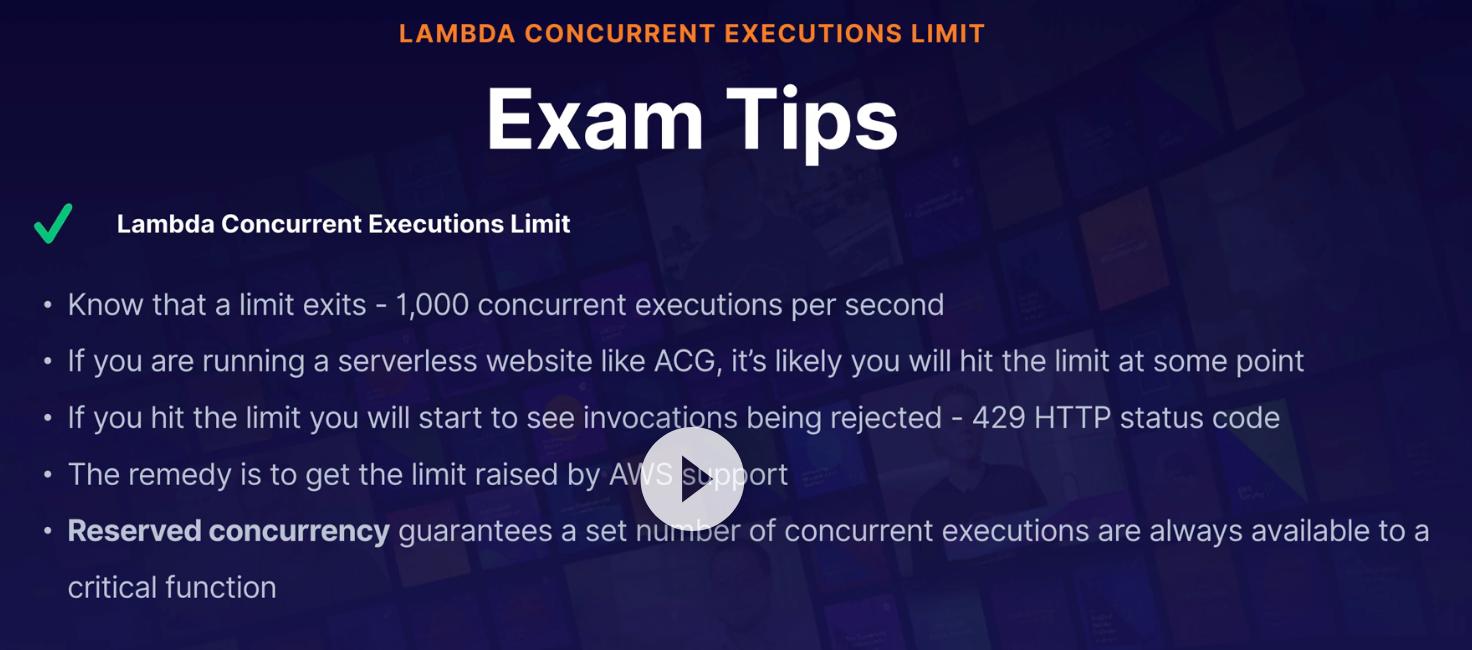 LAMBDA CONCURRENT EXECUTIONS LIMIT
Exam Tips
Lambda Concurrent Executions Limit
• Know that a limit exits - 1,000 concurrent executions per second
• If you are running a serverless website like ACG, it's likely you will hit the limit at some point
• If you hit the limit you will start to see invocations being rejected - 429 HTTP status code
• The remedy is to get the limit raised by AWS support
• Reserved concurrency guarantees a set number of concurrent executions are always available to a
critical function